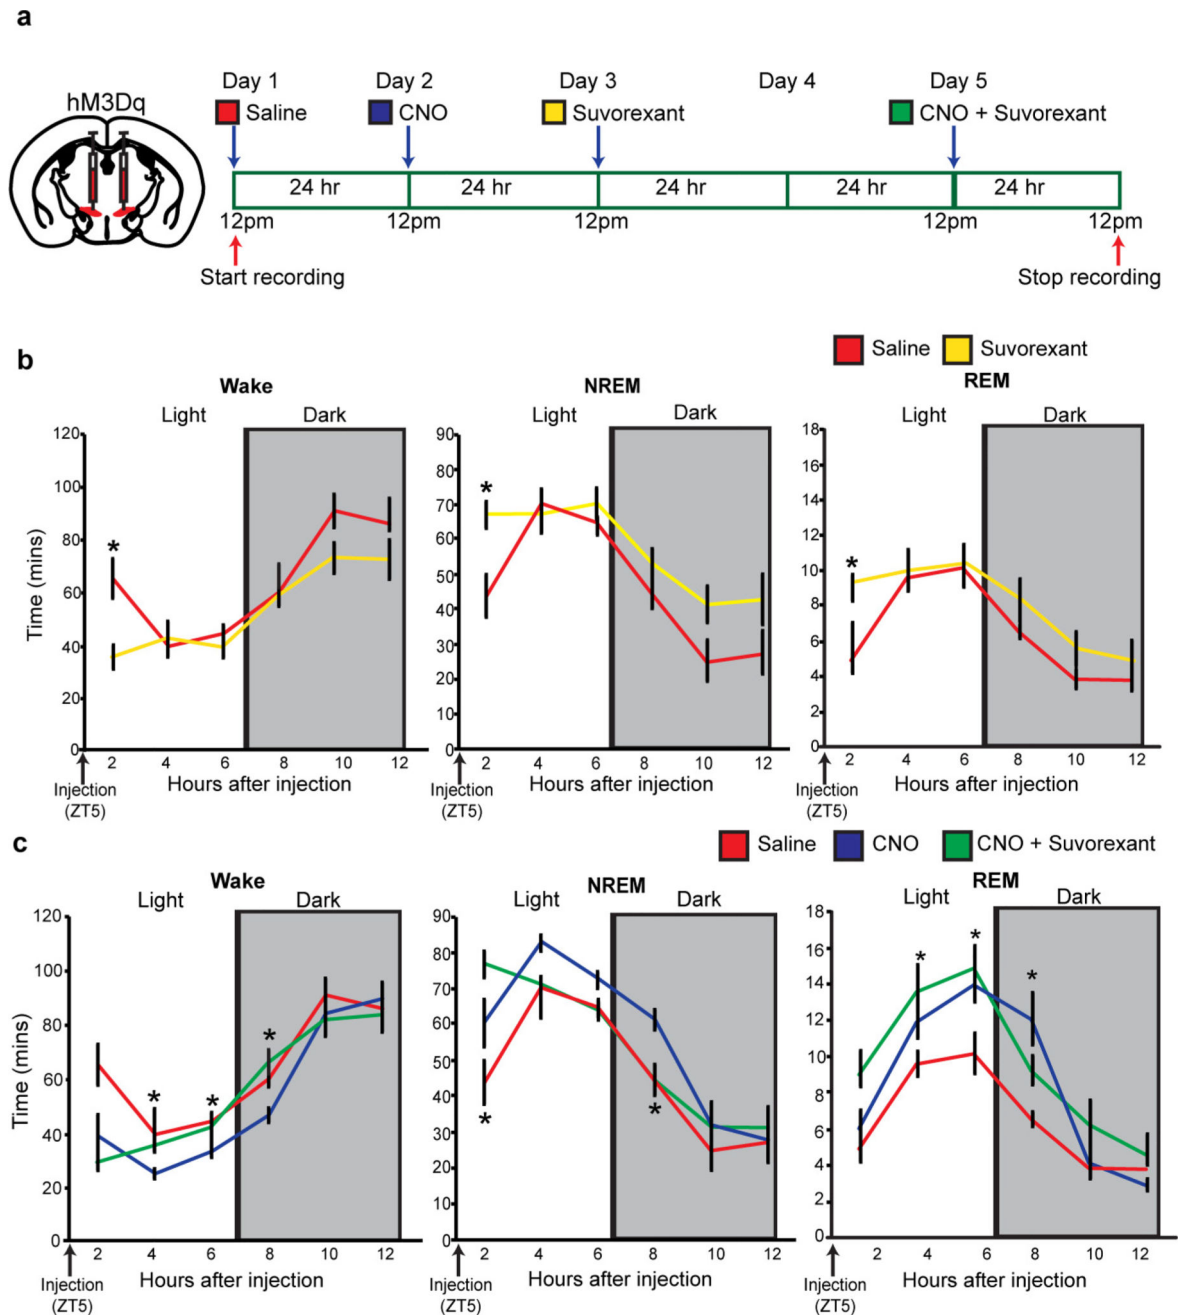 a
Day 1 Day 2 Day 3 Day 4 Day 5
hM3Dq
Saline CNO Suvorexant CNO + Suvorexant
24 hr 24 hr 24 hr 24 hr 24 hr
12pm 12pm 12pm 12pm 12pm
Start recording Stop recording
b
Saline Suvorexant
Wake
Light Dark
Time (mins)
120
100
80
60
40
20
0
*
2 4 6 8 10 12
Injection
(ZT5)
Hours after injection
NREM
Light Dark
90
80
70
60
50
40
30
20
10
0
*
2 4 6 8 10 12
Injection
(ZT5)
Hours after injection
REM
Light Dark
18
16
14
12
10
8
6
4
2
0
*
2 4 6 8 10 12
Injection
(ZT5)
Hours after injection
c
Saline CNO CNO + Suvorexant
Wake
Light Dark
Time (mins)
120
100
80
60
40
20
0
* * *
2 4 6 8 10 12
Injection
(ZT5)
Hours after injection
NREM
Light Dark
90
80
70
60
50
40
30
20
10
0
* *
2 4 6 8 10 12
Injection
(ZT5)
Hours after injection
REM
Light Dark
18
16
14
12
10
8
6
4
2
0
* * *
2 4 6 8 10 12
Injection
(ZT5)
Hours after injection